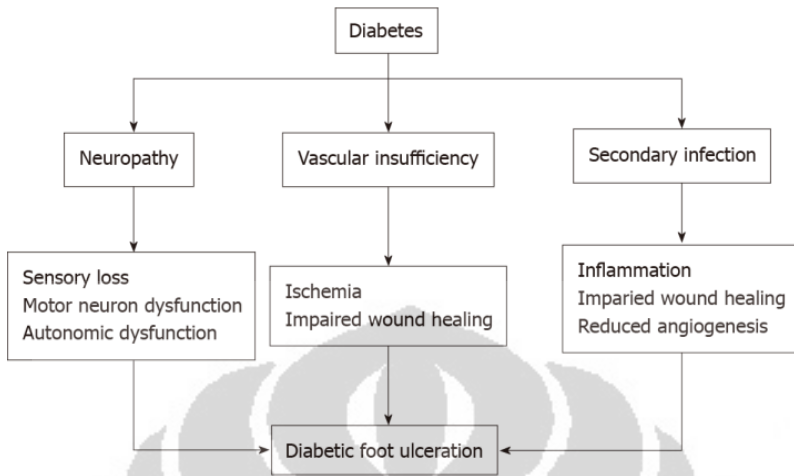 Diabetes
Neuropathy
Vascular insufficiency
Secondary infection
Sensory loss
Motor neuron dysfunction
Autonomic dysfunction
Ischemia
Impaired wound healing
Inflammation
Imparied wound healing
Reduced angiogenesis
Diabetic foot ulceration